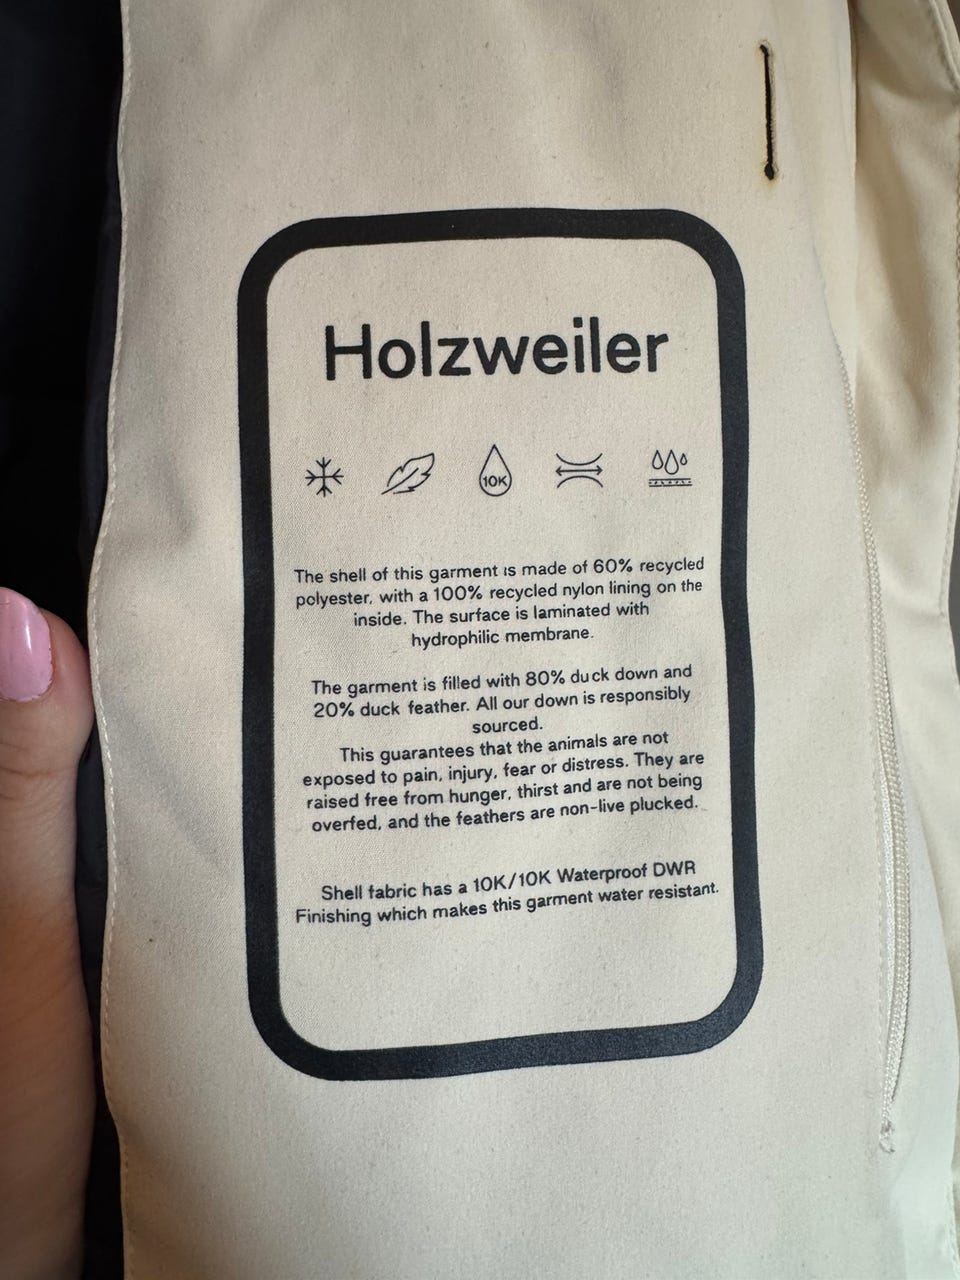 Holzweiler
10K
The shell of this garment is made of 60% recycled
polyester, with a 100% recycled nylon lining on the
inside. The surface is laminated with
hydrophilic membrane.
The garment is filled with 80% duck down and
20% duck feather. All our down is responsibly
sourced.
This guarantees that the animals are not
exposed to pain, injury, fear or distress. They are
raised free from hunger, thirst and are not being
overfed, and the feathers are non-live plucked.
Shell fabric has a 10K/10K Waterproof DWR
Finishing which makes this garment water resistant.